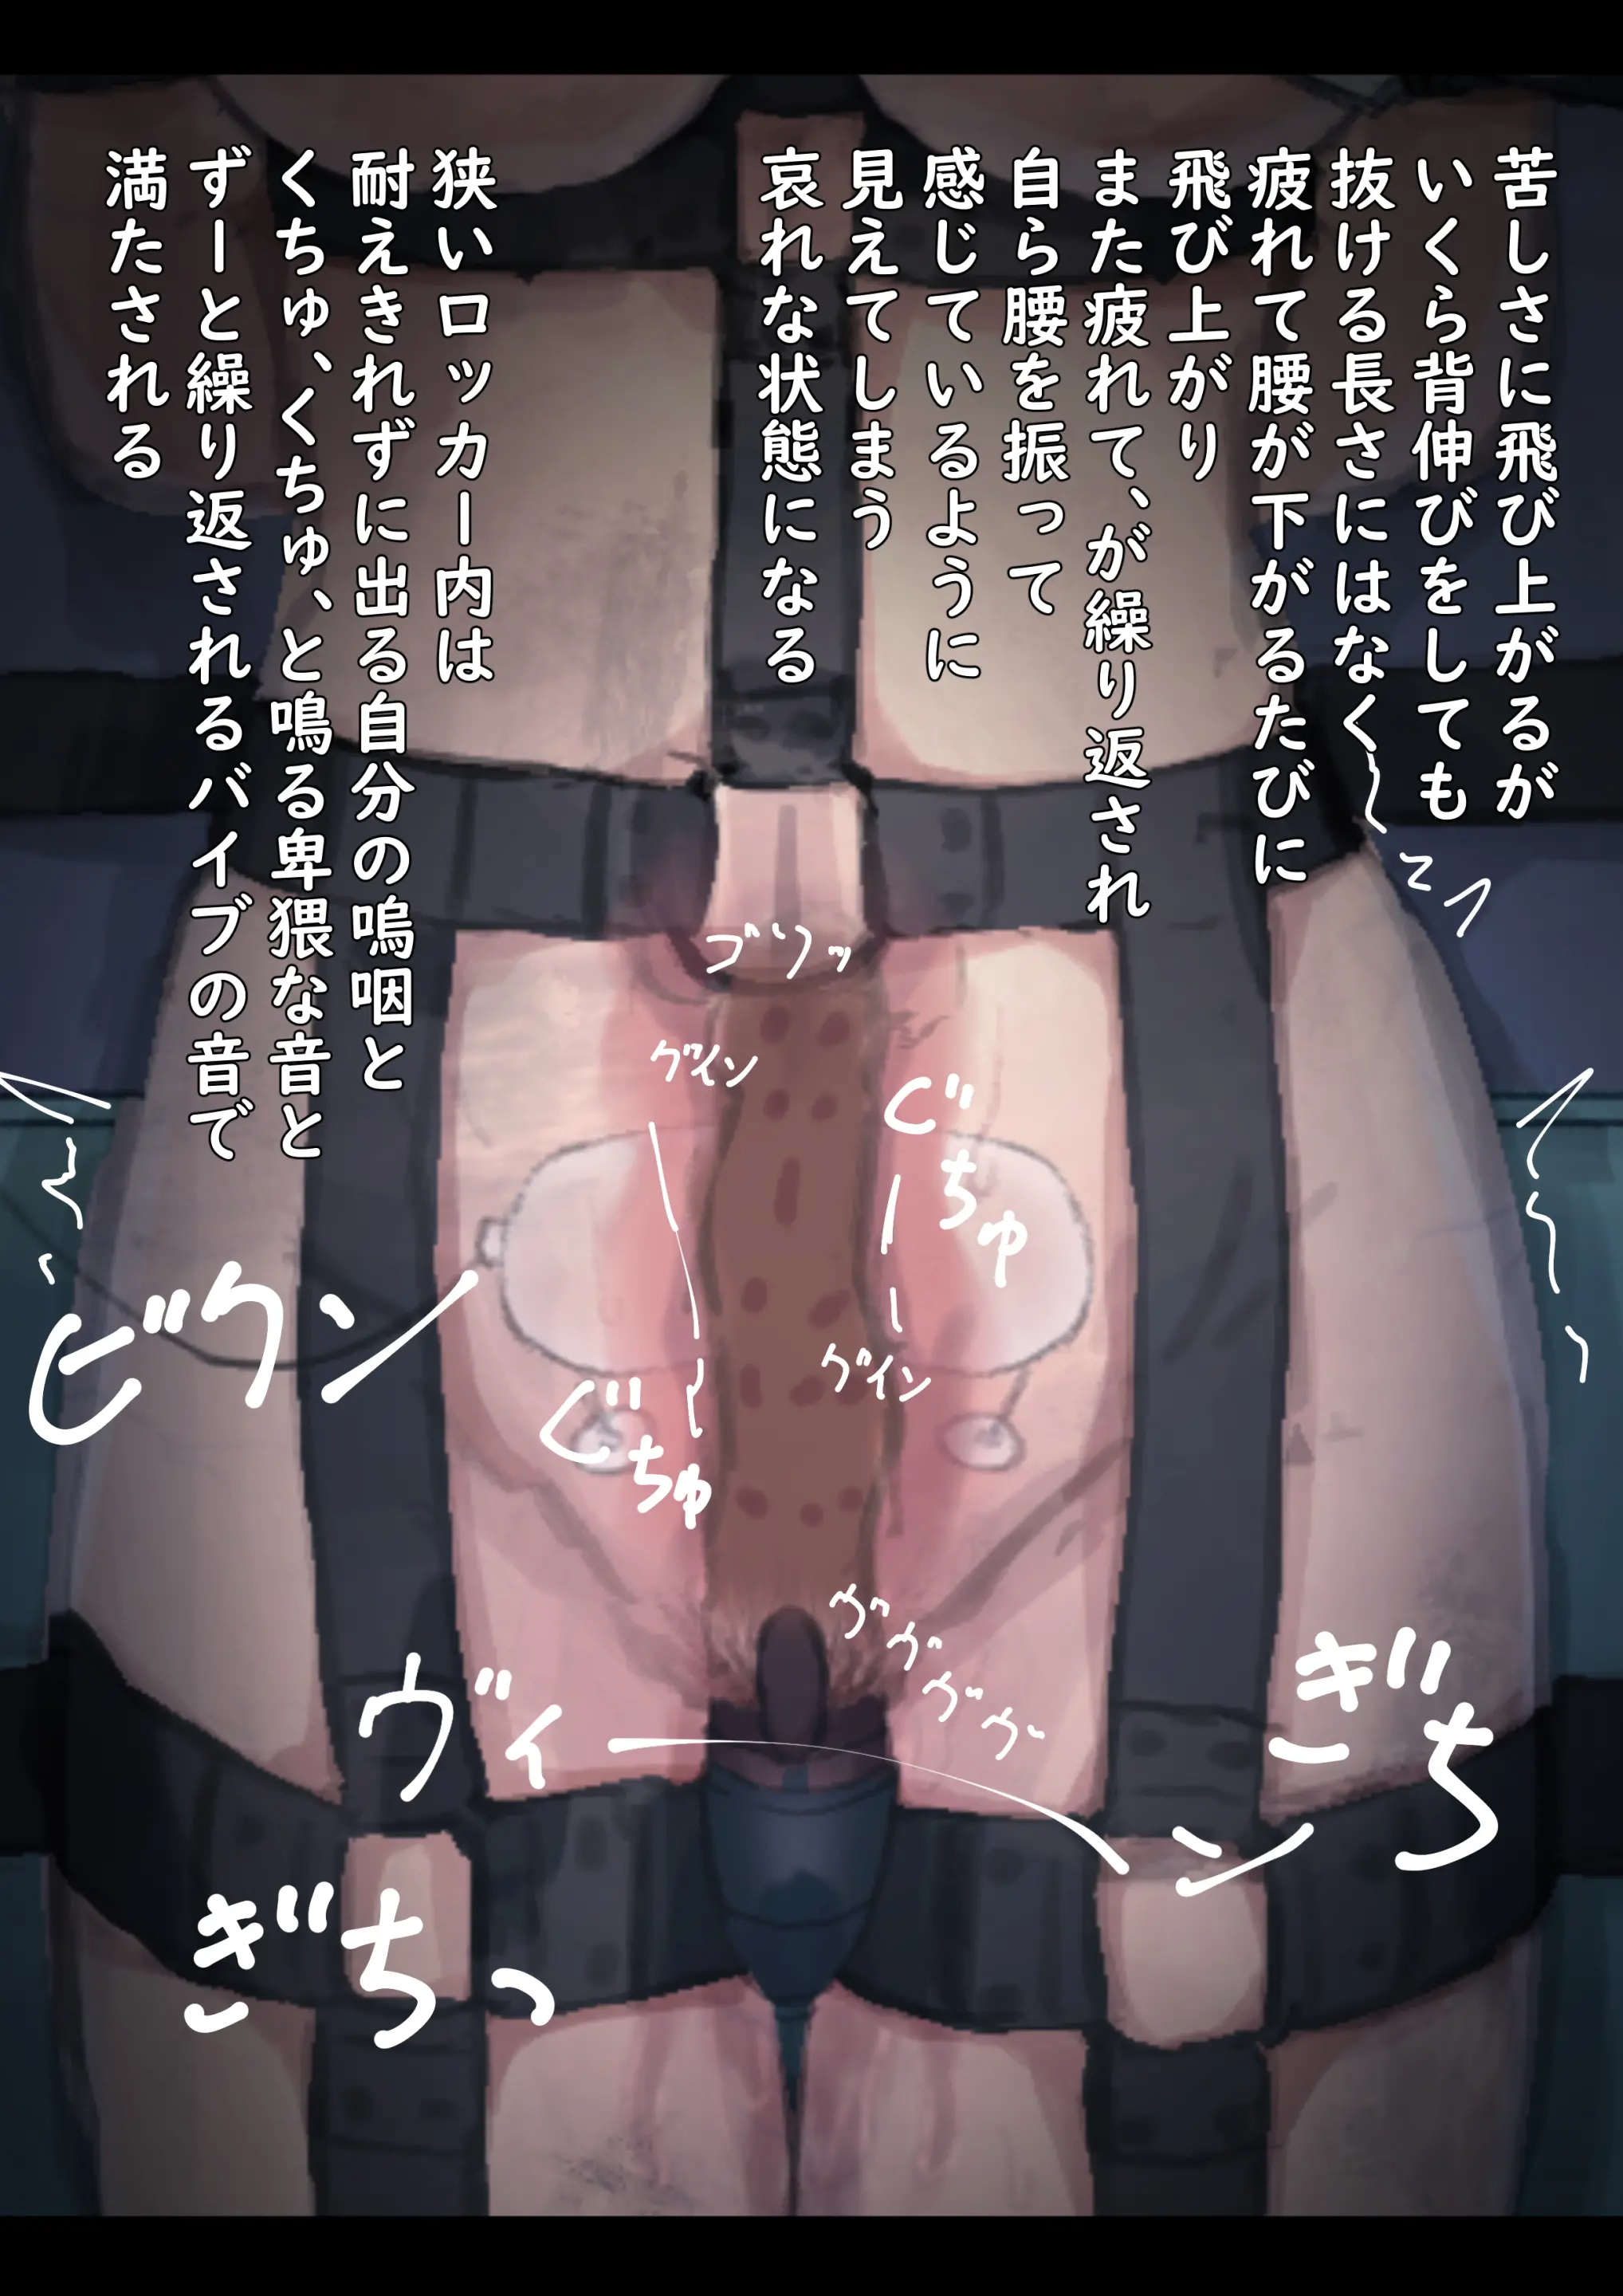 苦しさに飛び上がるが
いくら背伸びをしても
抜ける長さにはなく
疲れて腰が下がるたびに
飛び上がり
また疲れて、が繰り返され
自ら腰を振って
感じているように
見えてしまう
哀れな状態になる
狭いロッカー内は
耐えきれずに出る自分の嗚咽と
くちゅ、くちゅ、と鳴る卑猥な音と
ずーと繰り返されるバイブの音で
満たされる
ゴリッ
グイン
ぐちゅ
ビクン
グイン
ぐちゅ
ヴヴヴヴ
ヴィーン
ぎち
ぎちっ